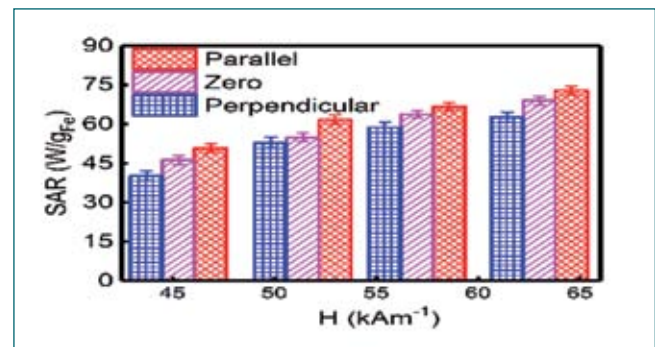 90
75
60
45
30
15
0
SAR (W/gFe)
Parallel
Zero
Perpendicular
45 50 55 60 65
H (kAm⁻¹)